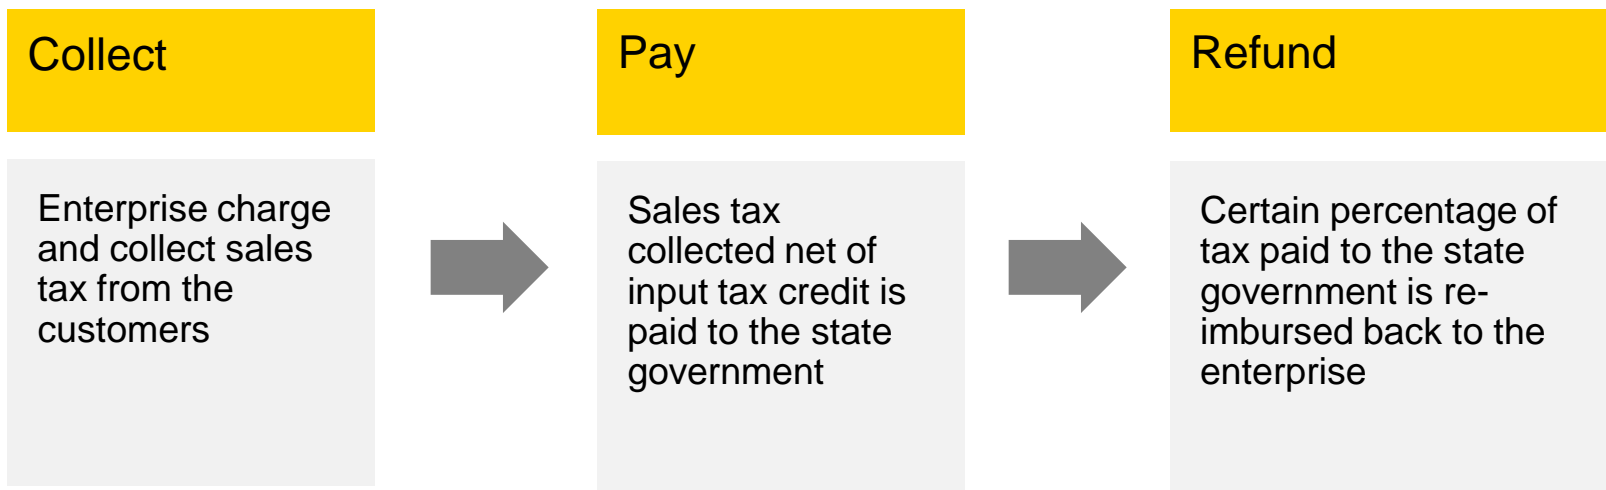 Collect
Enterprise charge
and collect sales
tax from the
customers
Pay
Sales tax
collected net of
input tax credit is
paid to the state
government
Refund
Certain percentage of
tax paid to the state
government is re-
imbursed back to the
enterprise